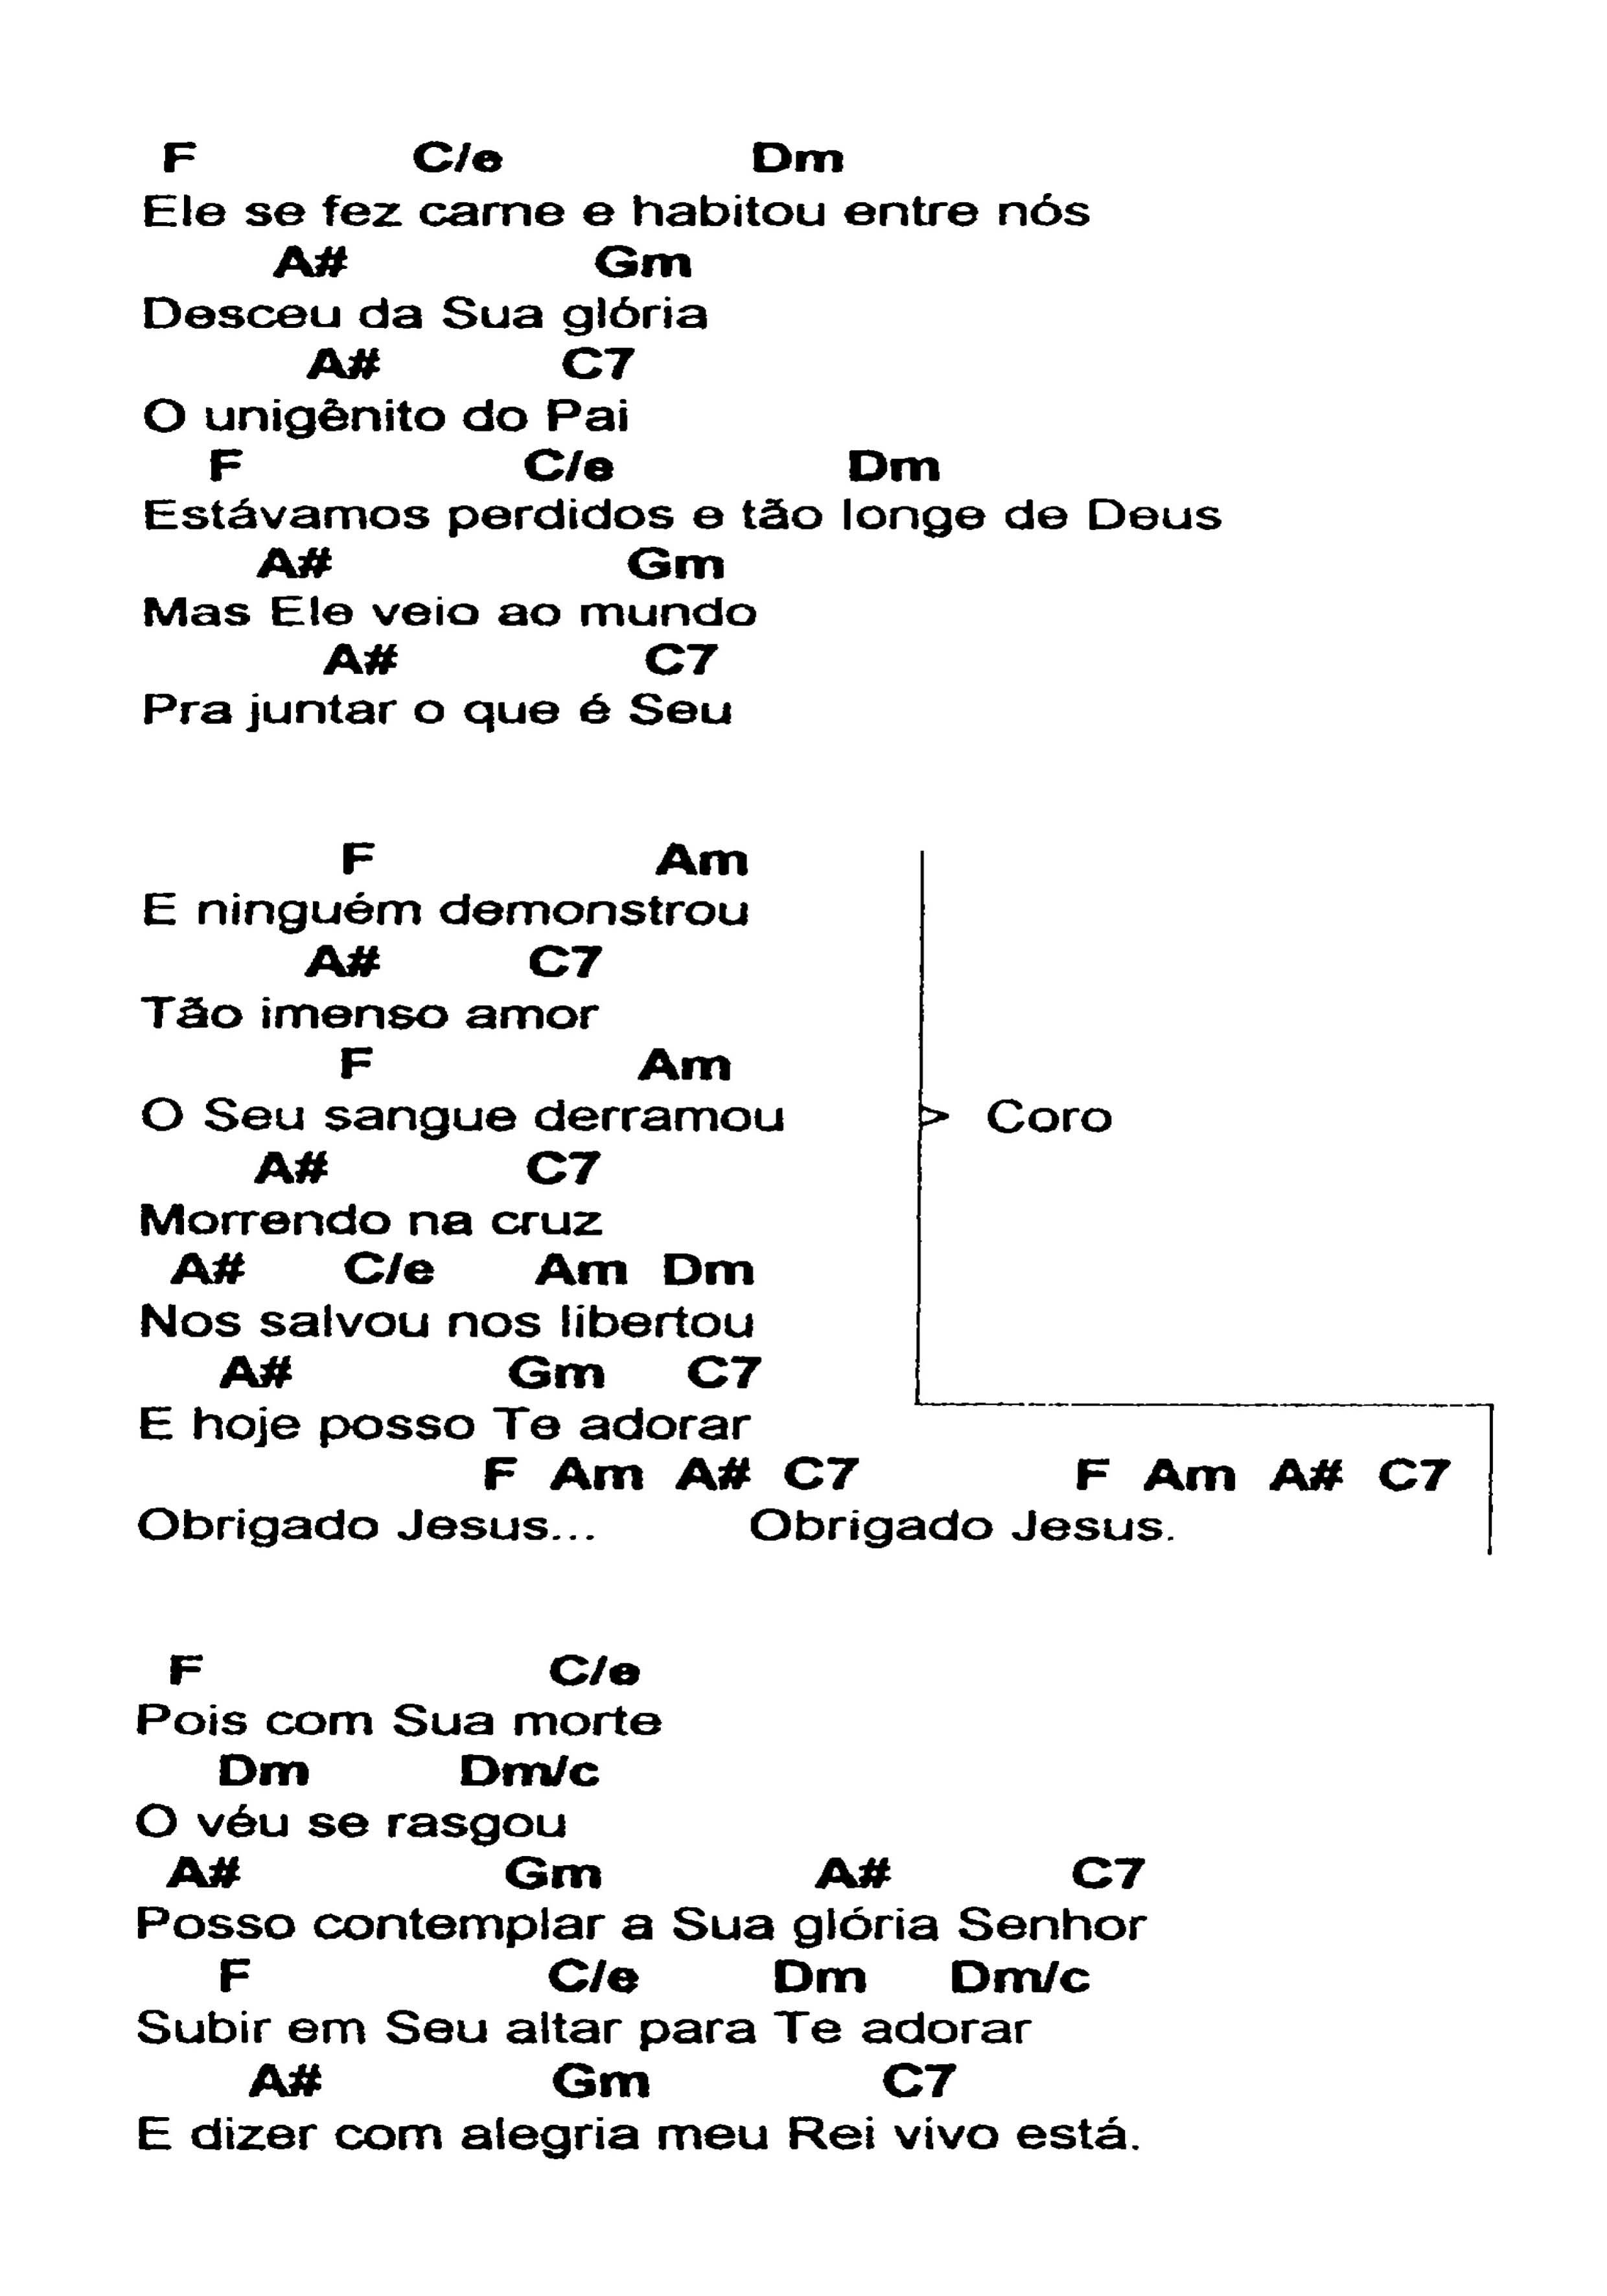 F C/e Dm
Ele se fez carne e habitou entre nós
A# Gm
Desceu da Sua glória
A# C7
O unigênito do Pai
F C/e Dm
Estávamos perdidos e tão longe de Deus
A# Gm
Mas Ele veio ao mundo
A# C7
Pra juntar o que é Seu
F Am
E ninguém demonstrou
A# C7
Tão imenso amor
F Am
O Seu sangue derramou
Coro
A# C7
Morrendo na cruz
A# C/e Am Dm
Nos salvou nos libertou
A# Gm C7
E hoje posso Te adorar
F Am A# C7 F Am A# C7
Obrigado Jesus... Obrigado Jesus.
F C/e
Pois com Sua morte
Dm Dm/c
O véu se rasgou
A# Gm A# C7
Posso contemplar a Sua glória Senhor
F C/e Dm Dm/c
Subir em Seu altar para Te adorar
A# Gm C7
E dizer com alegria meu Rei vivo está.